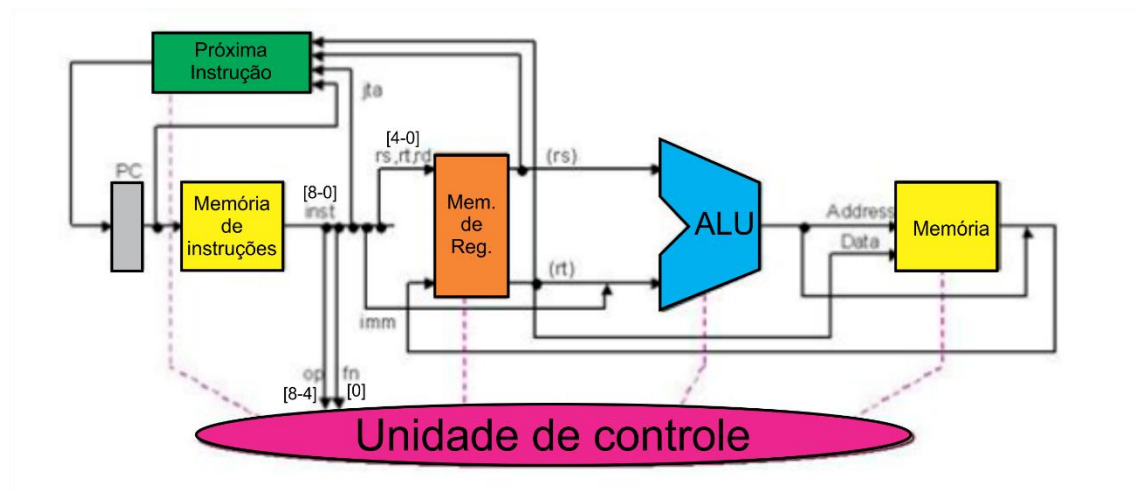 Próxima
Instrução
jta
[4-0]
rs,rt,rd
(rs)
PC
[8-0]
inst
Memória
de
instruções
Mem.
de
Reg.
ALU
Address
Data
Memória
(rt)
imm
op
fn
[8-4]
[0]
Unidade de controle